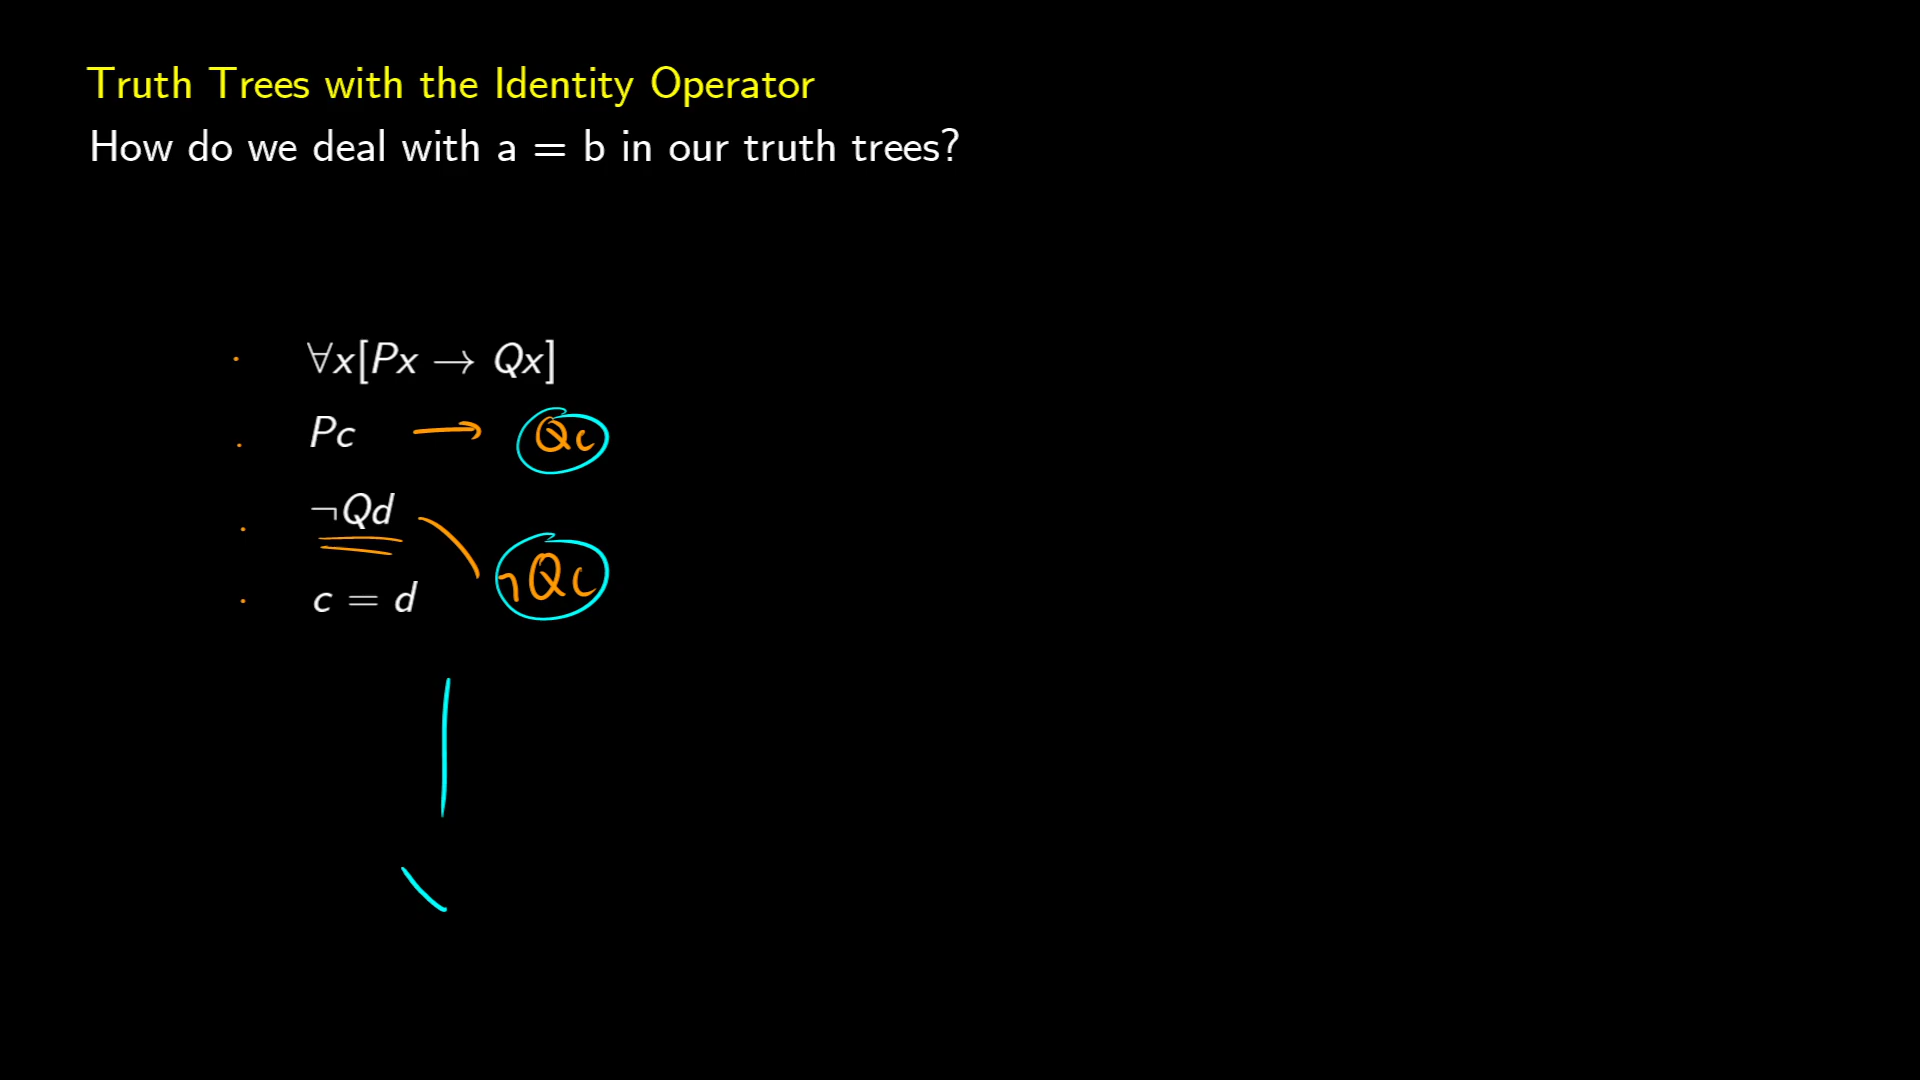 Truth Trees with the Identity Operator
How do we deal with a = b in our truth trees?
∀x[Px → Qx]
Pc → Qc
¬Qd
¬Qc
c = d